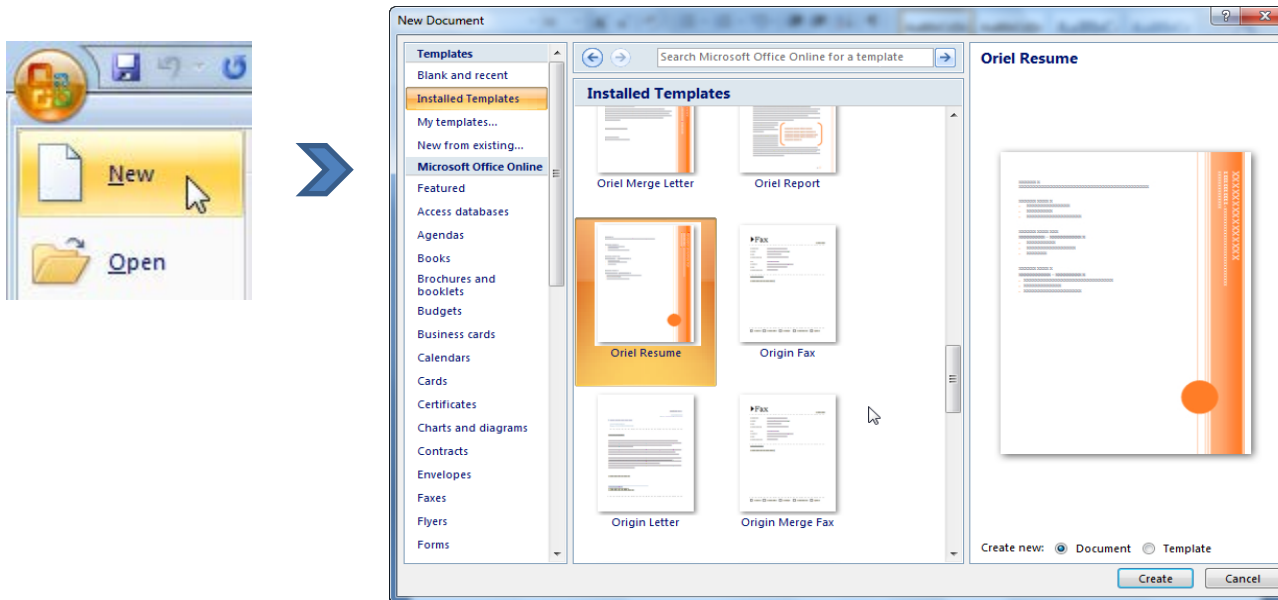 New
Open
New Document
Templates
Blank and recent
Installed Templates
My templates...
New from existing...
Microsoft Office Online
Featured
Access databases
Agendas
Books
Brochures and
booklets
Budgets
Business cards
Calendars
Cards
Certificates
Charts and diagrams
Contracts
Envelopes
Faxes
Flyers
Forms
Search Microsoft Office Online for a template
Installed Templates
Oriel Merge Letter
Oriel Report
Oriel Resume
Fax
Origin Fax
Origin Letter
Fax
Origin Merge Fax
Oriel Resume
XXXXXXXXXXXXXX
Create new: Document Template
Create
Cancel